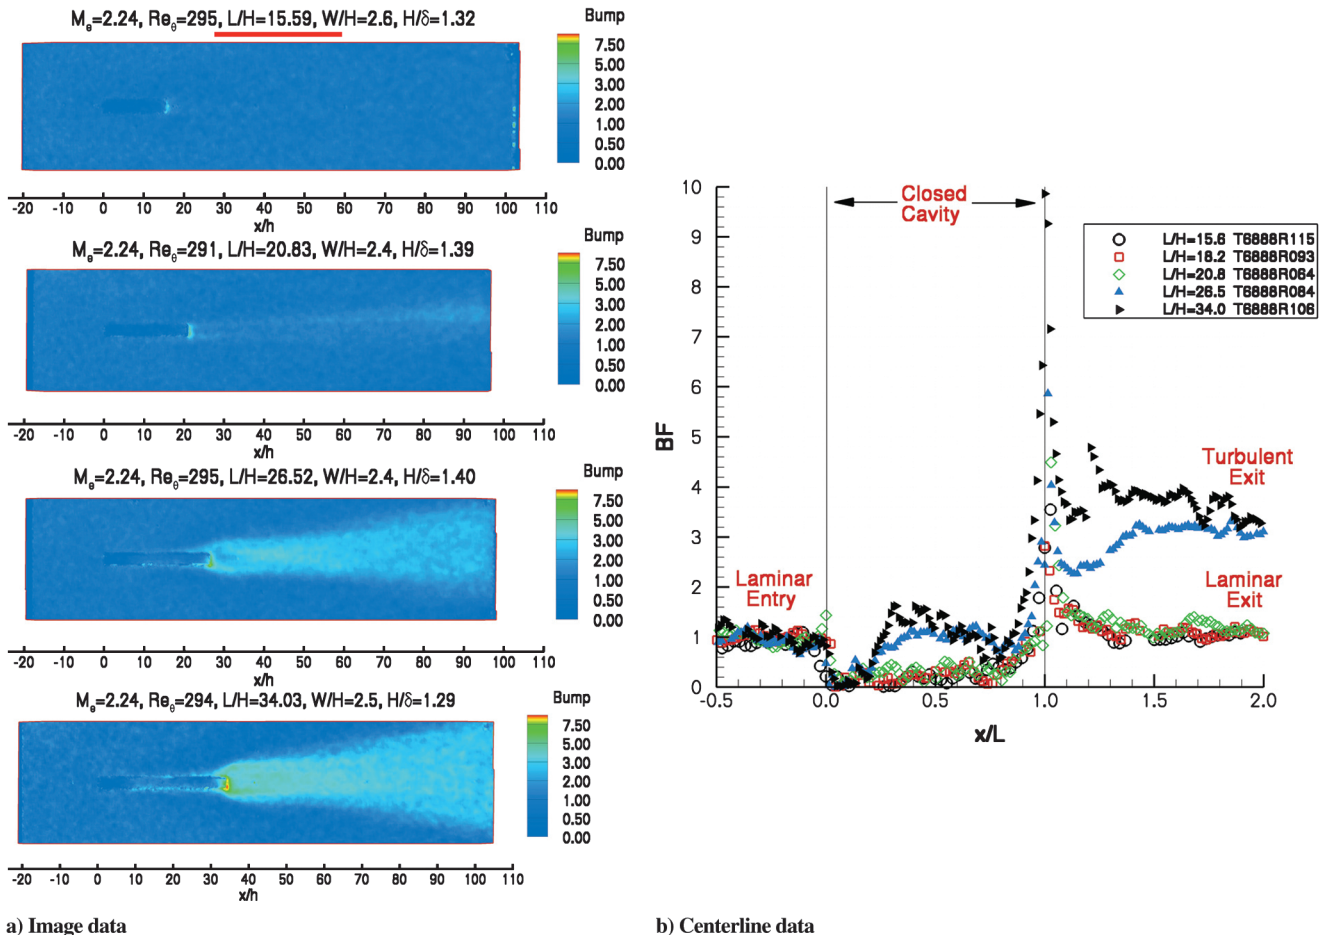 Mₑ=2.24, Re_θ=295, L/H=15.59, W/H=2.6, H/δ=1.32
Bump
7.50
5.00
3.00
2.00
1.00
0.50
0.00
-20 -10 0 10 20 30 40 50 60 70 80 90 100 110
x/h
Mₑ=2.24, Re_θ=291, L/H=20.83, W/H=2.4, H/δ=1.39
Bump
7.50
5.00
3.00
2.00
1.00
0.50
0.00
-20 -10 0 10 20 30 40 50 60 70 80 90 100 110
x/h
Mₑ=2.24, Re_θ=295, L/H=26.52, W/H=2.4, H/δ=1.40
Bump
7.50
5.00
3.00
2.00
1.00
0.50
0.00
-20 -10 0 10 20 30 40 50 60 70 80 90 100 110
x/h
Mₑ=2.24, Re_θ=294, L/H=34.03, W/H=2.5, H/δ=1.29
Bump
7.50
5.00
3.00
2.00
1.00
0.50
0.00
-20 -10 0 10 20 30 40 50 60 70 80 90 100 110
x/h
a) Image data
10
9
8
7
6
5
4
3
2
1
0
BF
Closed
Cavity
L/H=15.6 T6888R115
L/H=18.2 T6888R093
L/H=20.8 T6888R064
L/H=26.5 T6888R084
L/H=34.0 T6888R106
Turbulent
Exit
Laminar
Entry
Laminar
Exit
-0.5 0.0 0.5 1.0 1.5 2.0
x/L
b) Centerline data